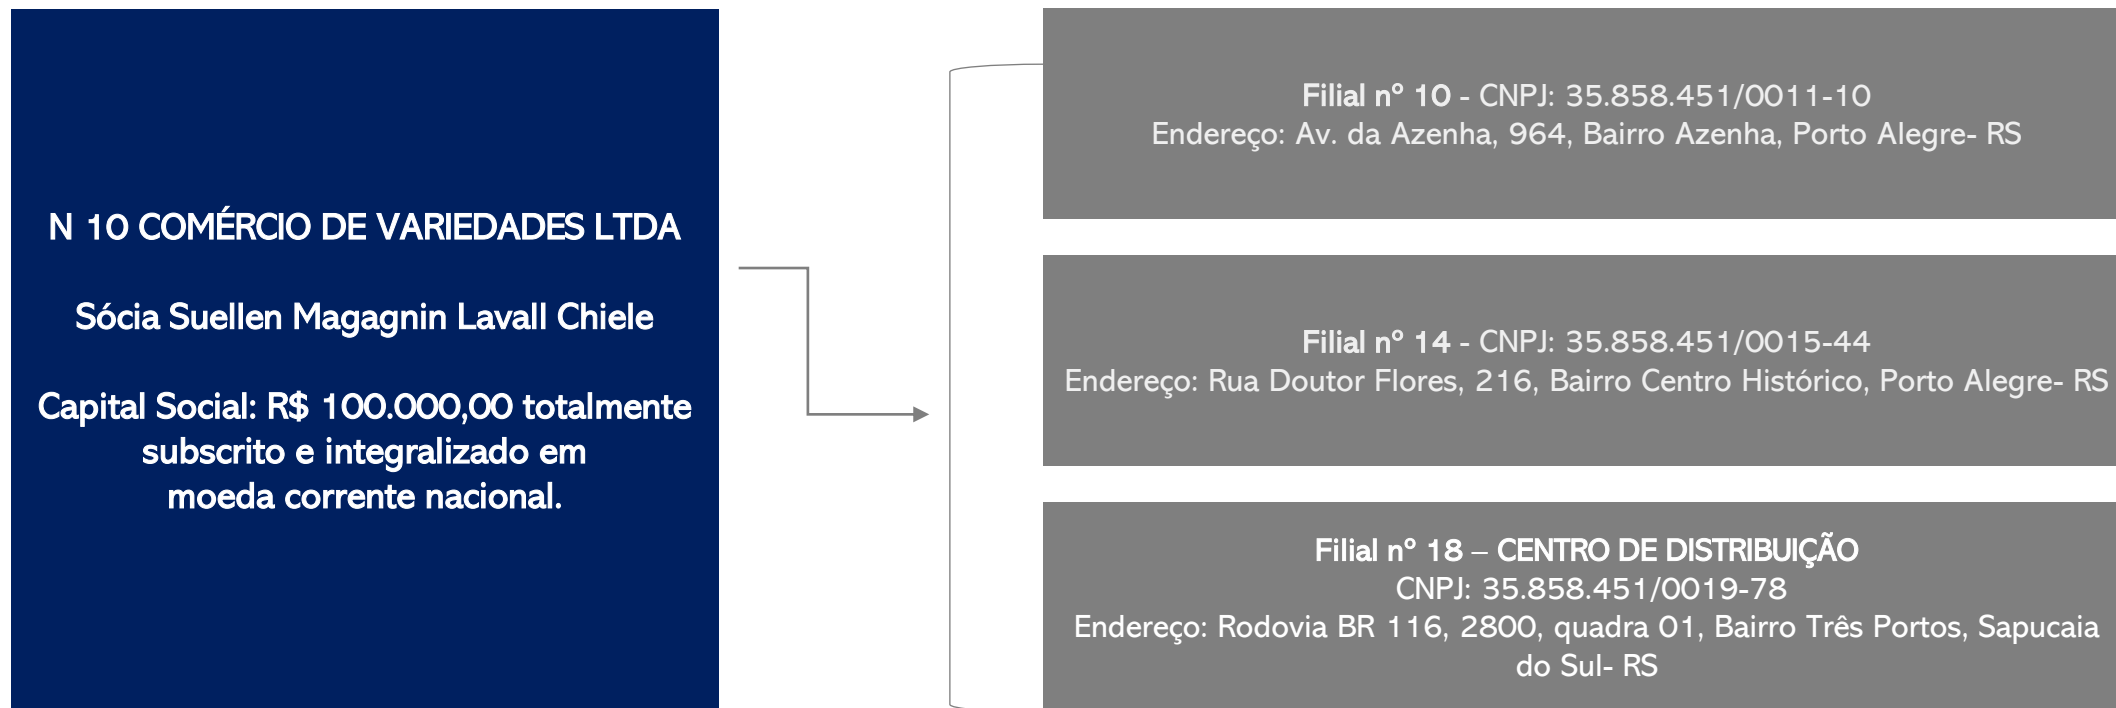 N 10 COMÉRCIO DE VARIEDADES LTDA
Sócia Suellen Magagnin Lavall Chiele
Capital Social: R$ 100.000,00 totalmente
subscrito e integralizado em
moeda corrente nacional.
Filial nº 10 - CNPJ: 35.858.451/0011-10
Endereço: Av. da Azenha, 964, Bairro Azenha, Porto Alegre- RS
Filial nº 14 - CNPJ: 35.858.451/0015-44
Endereço: Rua Doutor Flores, 216, Bairro Centro Histórico, Porto Alegre- RS
Filial nº 18 – CENTRO DE DISTRIBUIÇÃO
CNPJ: 35.858.451/0019-78
Endereço: Rodovia BR 116, 2800, quadra 01, Bairro Três Portos, Sapucaia
do Sul- RS